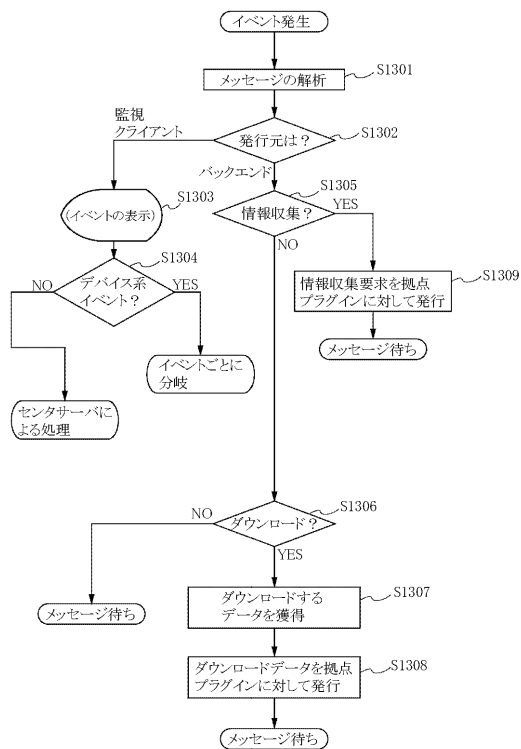 イベント発生
メッセージの解析
S1301
発行元は？
S1302
監視
クライアント
バックエンド
(イベントの表示)
S1303
情報収集？
S1305
YES
NO
デバイス系
イベント？
S1304
NO
YES
情報収集要求を拠点
プラグインに対して発行
S1309
メッセージ待ち
イベントごとに
分岐
センタサーバに
よる処理
ダウンロード？
S1306
NO
YES
メッセージ待ち
ダウンロードする
データを獲得
S1307
ダウンロードデータを拠点
プラグインに対して発行
S1308
メッセージ待ち